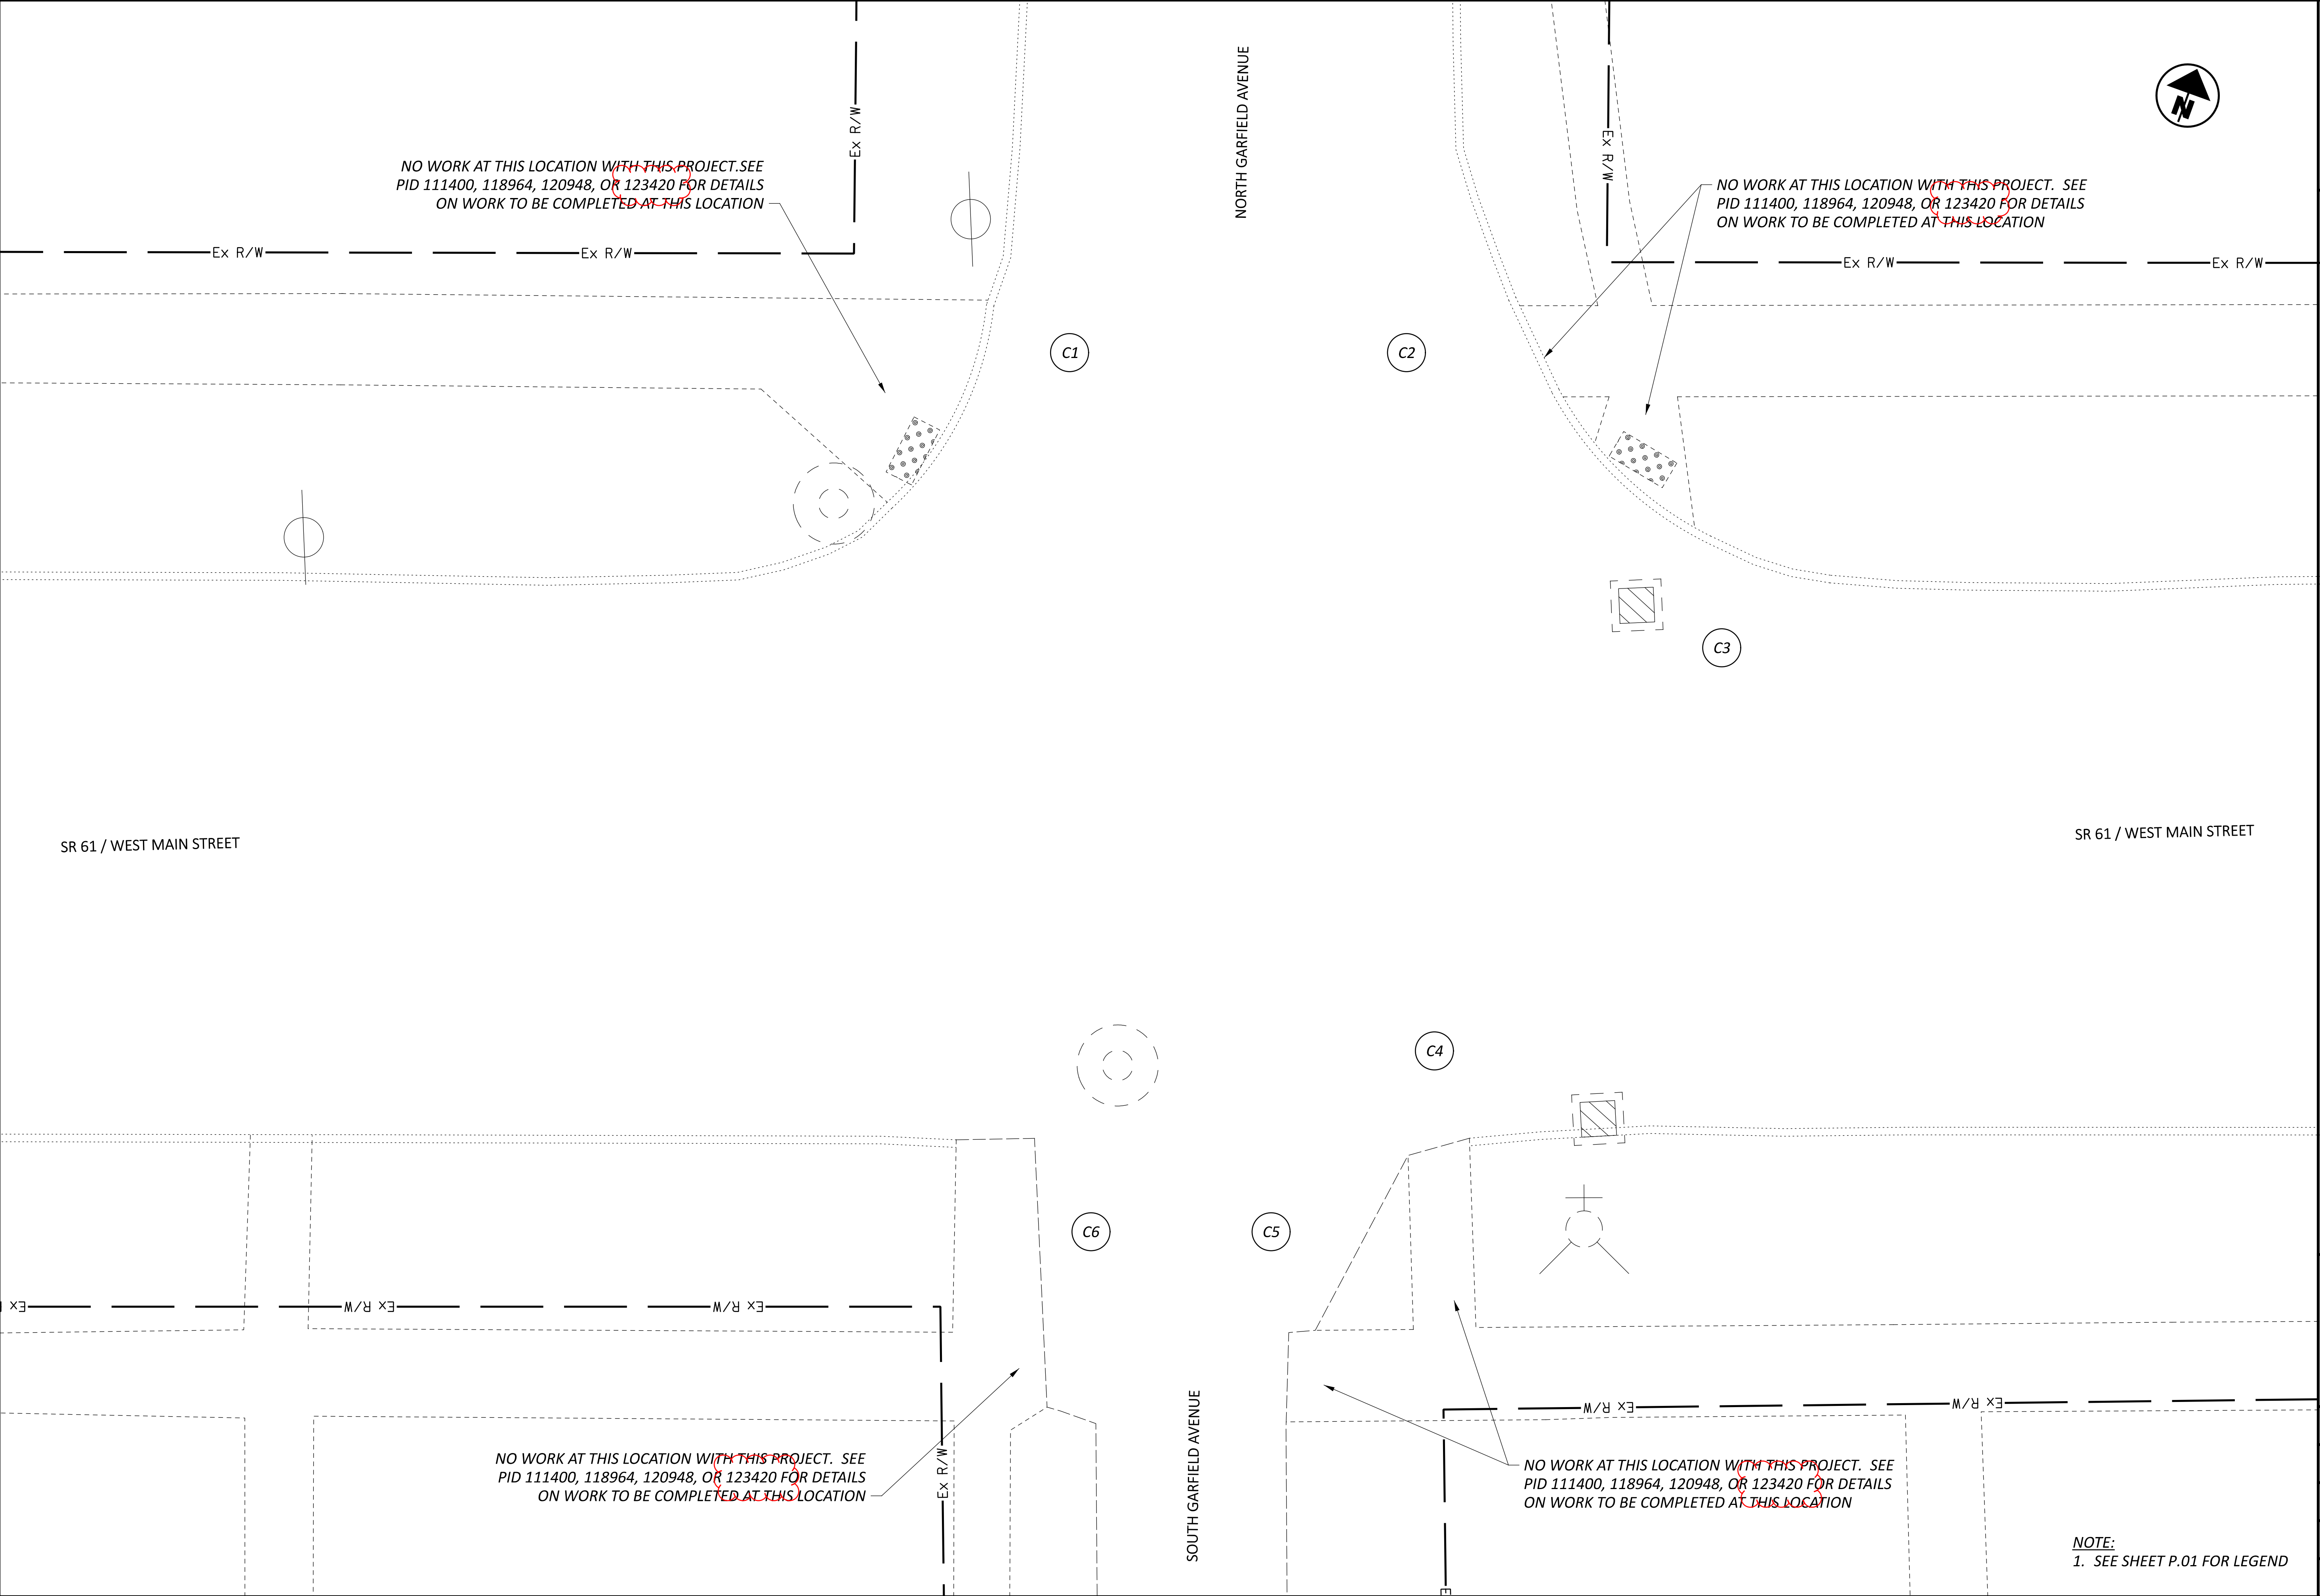 NORTH GARFIELD AVENUE
N
Ex R/W
Ex R/W
NO WORK AT THIS LOCATION WITH THIS PROJECT.SEE
PID 111400, 118964, 120948, OR 123420 FOR DETAILS
ON WORK TO BE COMPLETED AT THIS LOCATION
NO WORK AT THIS LOCATION WITH THIS PROJECT.  SEE
PID 111400, 118964, 120948, OR 123420 FOR DETAILS
ON WORK TO BE COMPLETED AT THIS LOCATION
Ex R/W
Ex R/W
Ex R/W
Ex R/W
C1
C2
C3
SR 61 / WEST MAIN STREET
SR 61 / WEST MAIN STREET
C4
C6
C5
Ex
Ex R/W
Ex R/W
Ex R/W
Ex R/W
SOUTH GARFIELD AVENUE
Ex R/W
NO WORK AT THIS LOCATION WITH THIS PROJECT.  SEE
PID 111400, 118964, 120948, OR 123420 FOR DETAILS
ON WORK TO BE COMPLETED AT THIS LOCATION
NO WORK AT THIS LOCATION WITH THIS PROJECT.  SEE
PID 111400, 118964, 120948, OR 123420 FOR DETAILS
ON WORK TO BE COMPLETED AT THIS LOCATION
E
NOTE:
1.  SEE SHEET P.01 FOR LEGEND